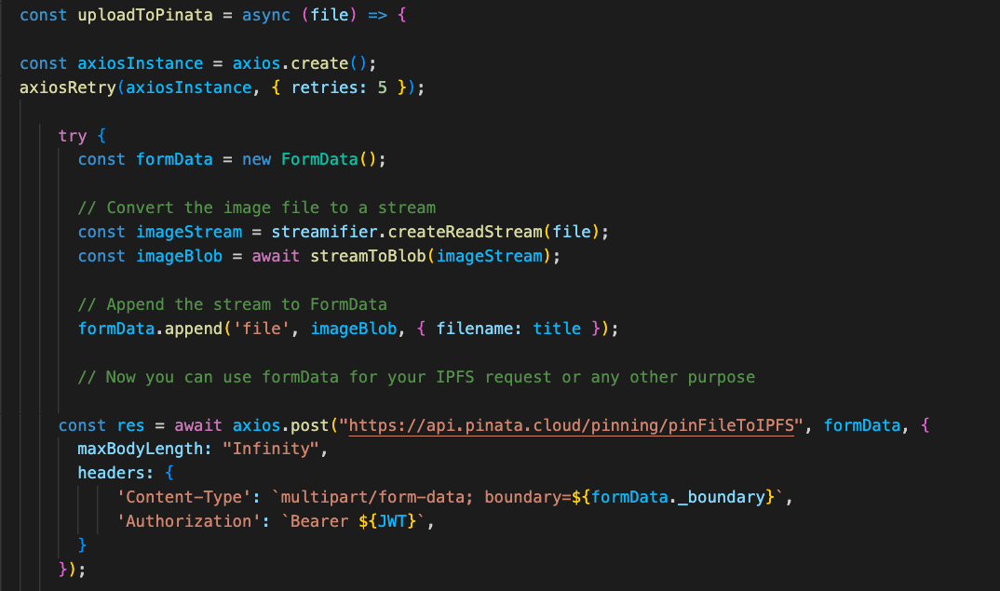 const uploadToPinata = async (file) => {
const axiosInstance = axios.create();
axiosRetry(axiosInstance, { retries: 5 });
try {
const formData = new FormData();
// Convert the image file to a stream
const imageStream = streamifier.createReadStream(file);
const imageBlob = await streamToBlob(imageStream);
// Append the stream to FormData
formData.append('file', imageBlob, { filename: title });
// Now you can use formData for your IPFS request or any other purpose
const res = await axios.post("https://api.pinata.cloud/pinning/pinFileToIPFS", formData, {
maxBodyLength: "Infinity",
headers: {
'Content-Type': `multipart/form-data; boundary=${formData._boundary}`,
'Authorization': `Bearer ${JWT}`,
}
});